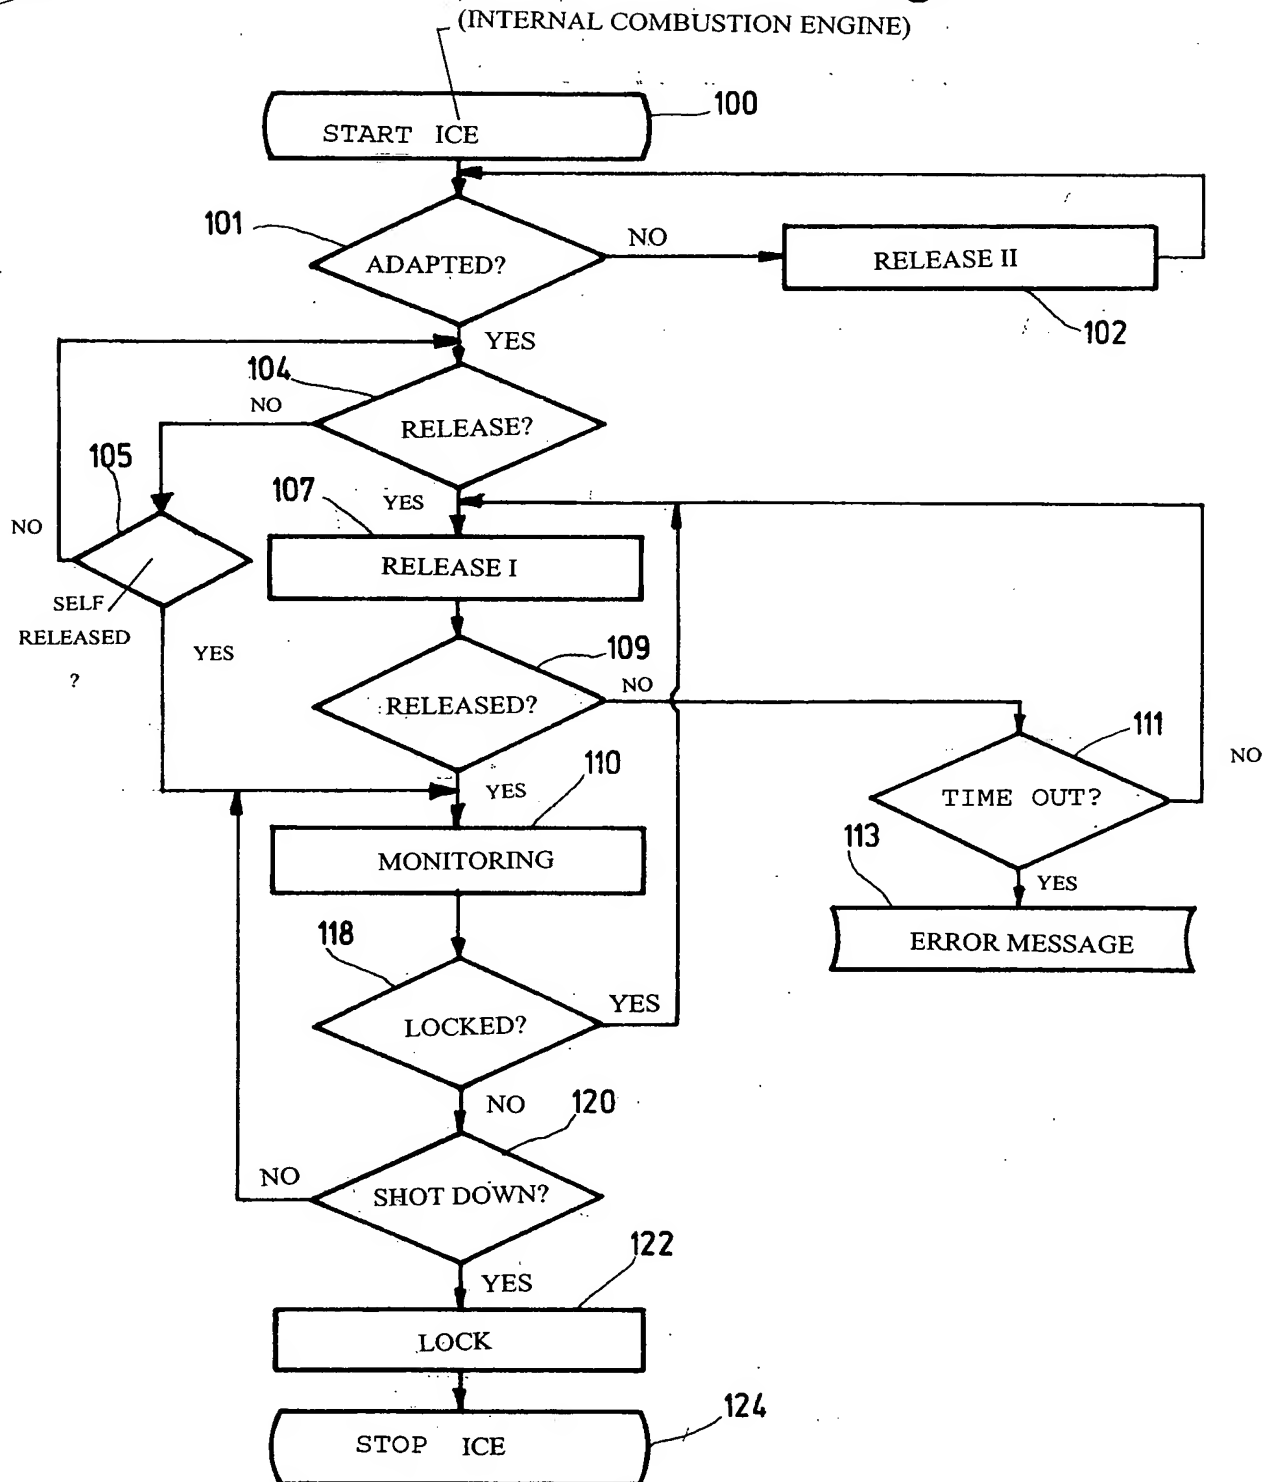 (INTERNAL COMBUSTION ENGINE)
100
START ICE
101
ADAPTED?
NO
RELEASE II
102
YES
104
NO
RELEASE?
105
107
YES
NO
RELEASE I
SELF
RELEASED
?
YES
109
RELEASED?
NO
111
NO
110
YES
TIME OUT?
113
MONITORING
YES
118
ERROR MESSAGE
LOCKED?
YES
NO
120
NO
SHOT DOWN?
122
YES
LOCK
124
STOP ICE